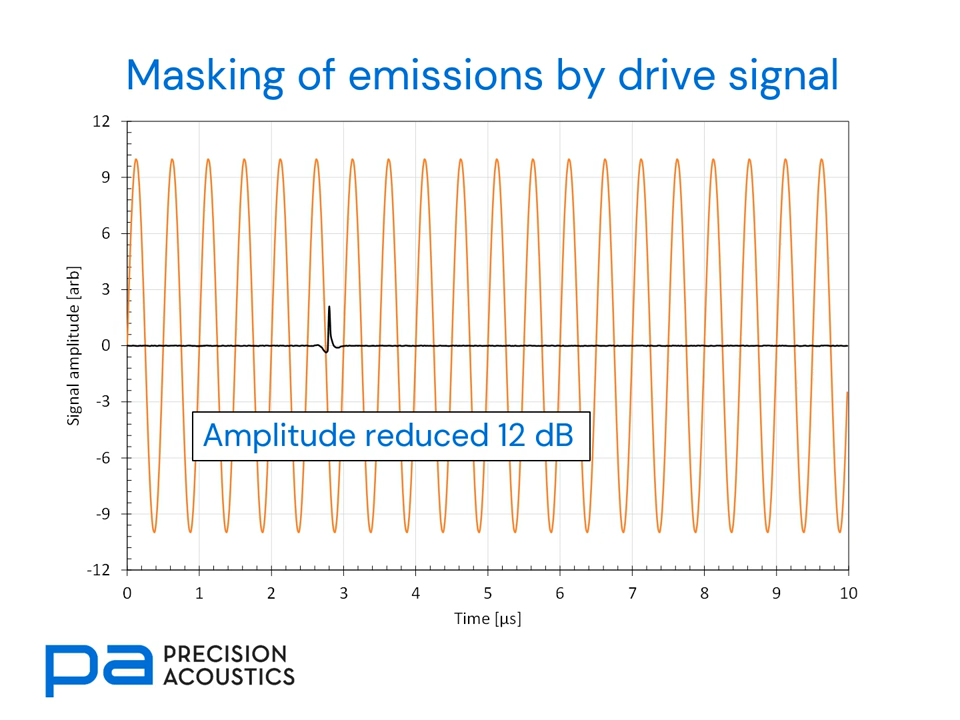 Masking of emissions by drive signal
12
9
6
3
0
-3
-6
-9
-12
Signal amplitude [arb]
Amplitude reduced 12 dB
0 1 2 3 4 5 6 7 8 9 10
Time [µs]
pa PRECISION
ACOUSTICS